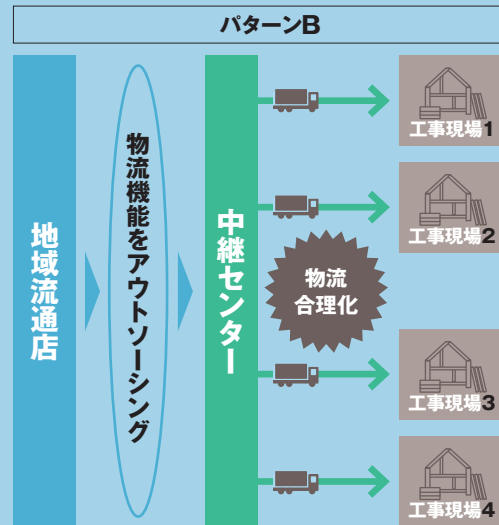 パターンB
地域流通店
物流機能をアウトソーシング
中継センター
物流
合理化
工事現場1
工事現場2
工事現場3
工事現場4